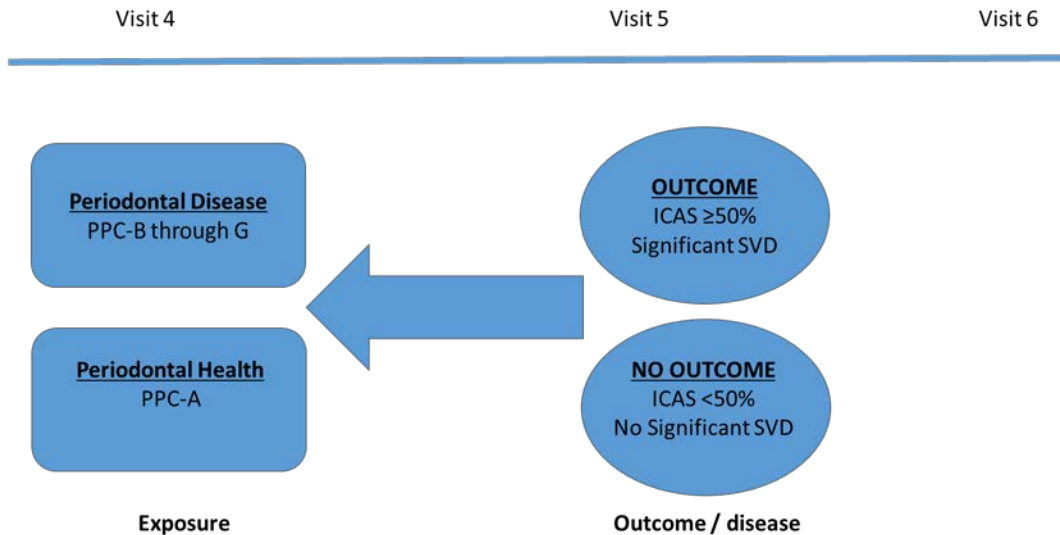 Visit 4
Visit 5
Visit 6
Periodontal Disease
PPC-B through G
Periodontal Health
PPC-A
OUTCOME
ICAS ≥50%
Significant SVD
NO OUTCOME
ICAS <50%
No Significant SVD
Exposure
Outcome / disease